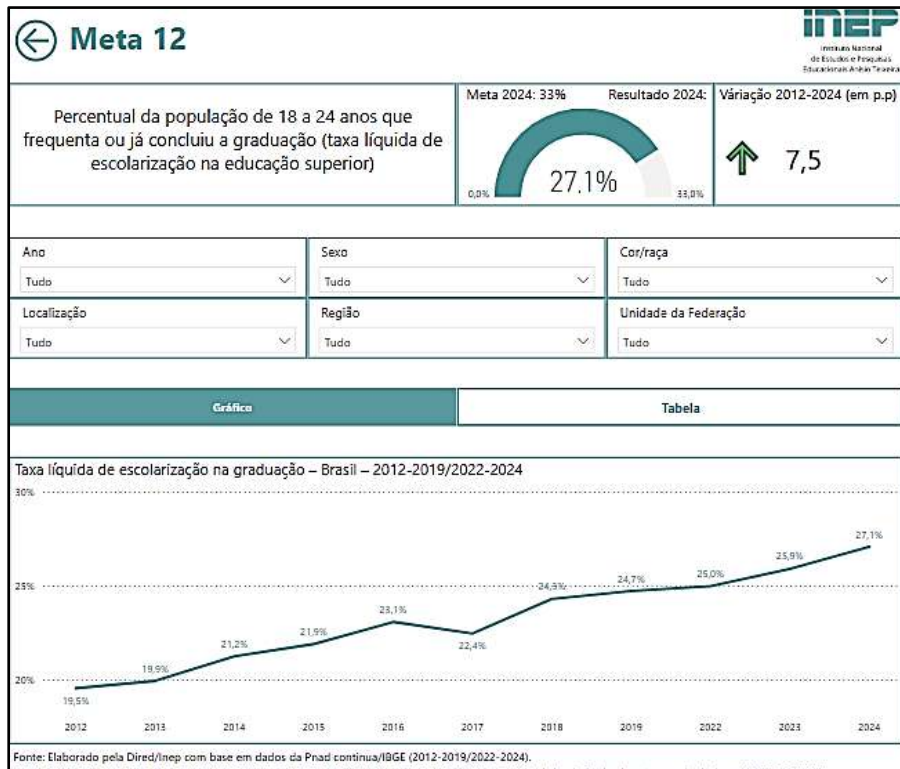 Meta 12
INEP
Instituto Nacional
de Estudos e Pesquisas
Educacionais Anísio Teixeira
Percentual da população de 18 a 24 anos que
frequenta ou já concluiu a graduação (taxa líquida de
escolarização na educação superior)
Meta 2024: 33% Resultado 2024:
27,1%
0,0% 33,0%
Váriação 2012-2024 (em p.p)
7,5
Ano
Tudo
Sexo
Tudo
Cor/raça
Tudo
Localização
Tudo
Região
Tudo
Unidade da Federação
Tudo
Gráfico
Tabela
Taxa líquida de escolarização na graduação – Brasil – 2012-2019/2022-2024
30%
25%
20%
19,5%
19,9%
21,2%
21,9%
23,1%
22,4%
24,3%
24,7%
25,0%
25,9%
27,1%
2012 2013 2014 2015 2016 2017 2018 2019 2022 2023 2024
Fonte: Elaborado pela Dired/Inep com base em dados da Pnad contínua/IBGE (2012-2019/2022-2024).